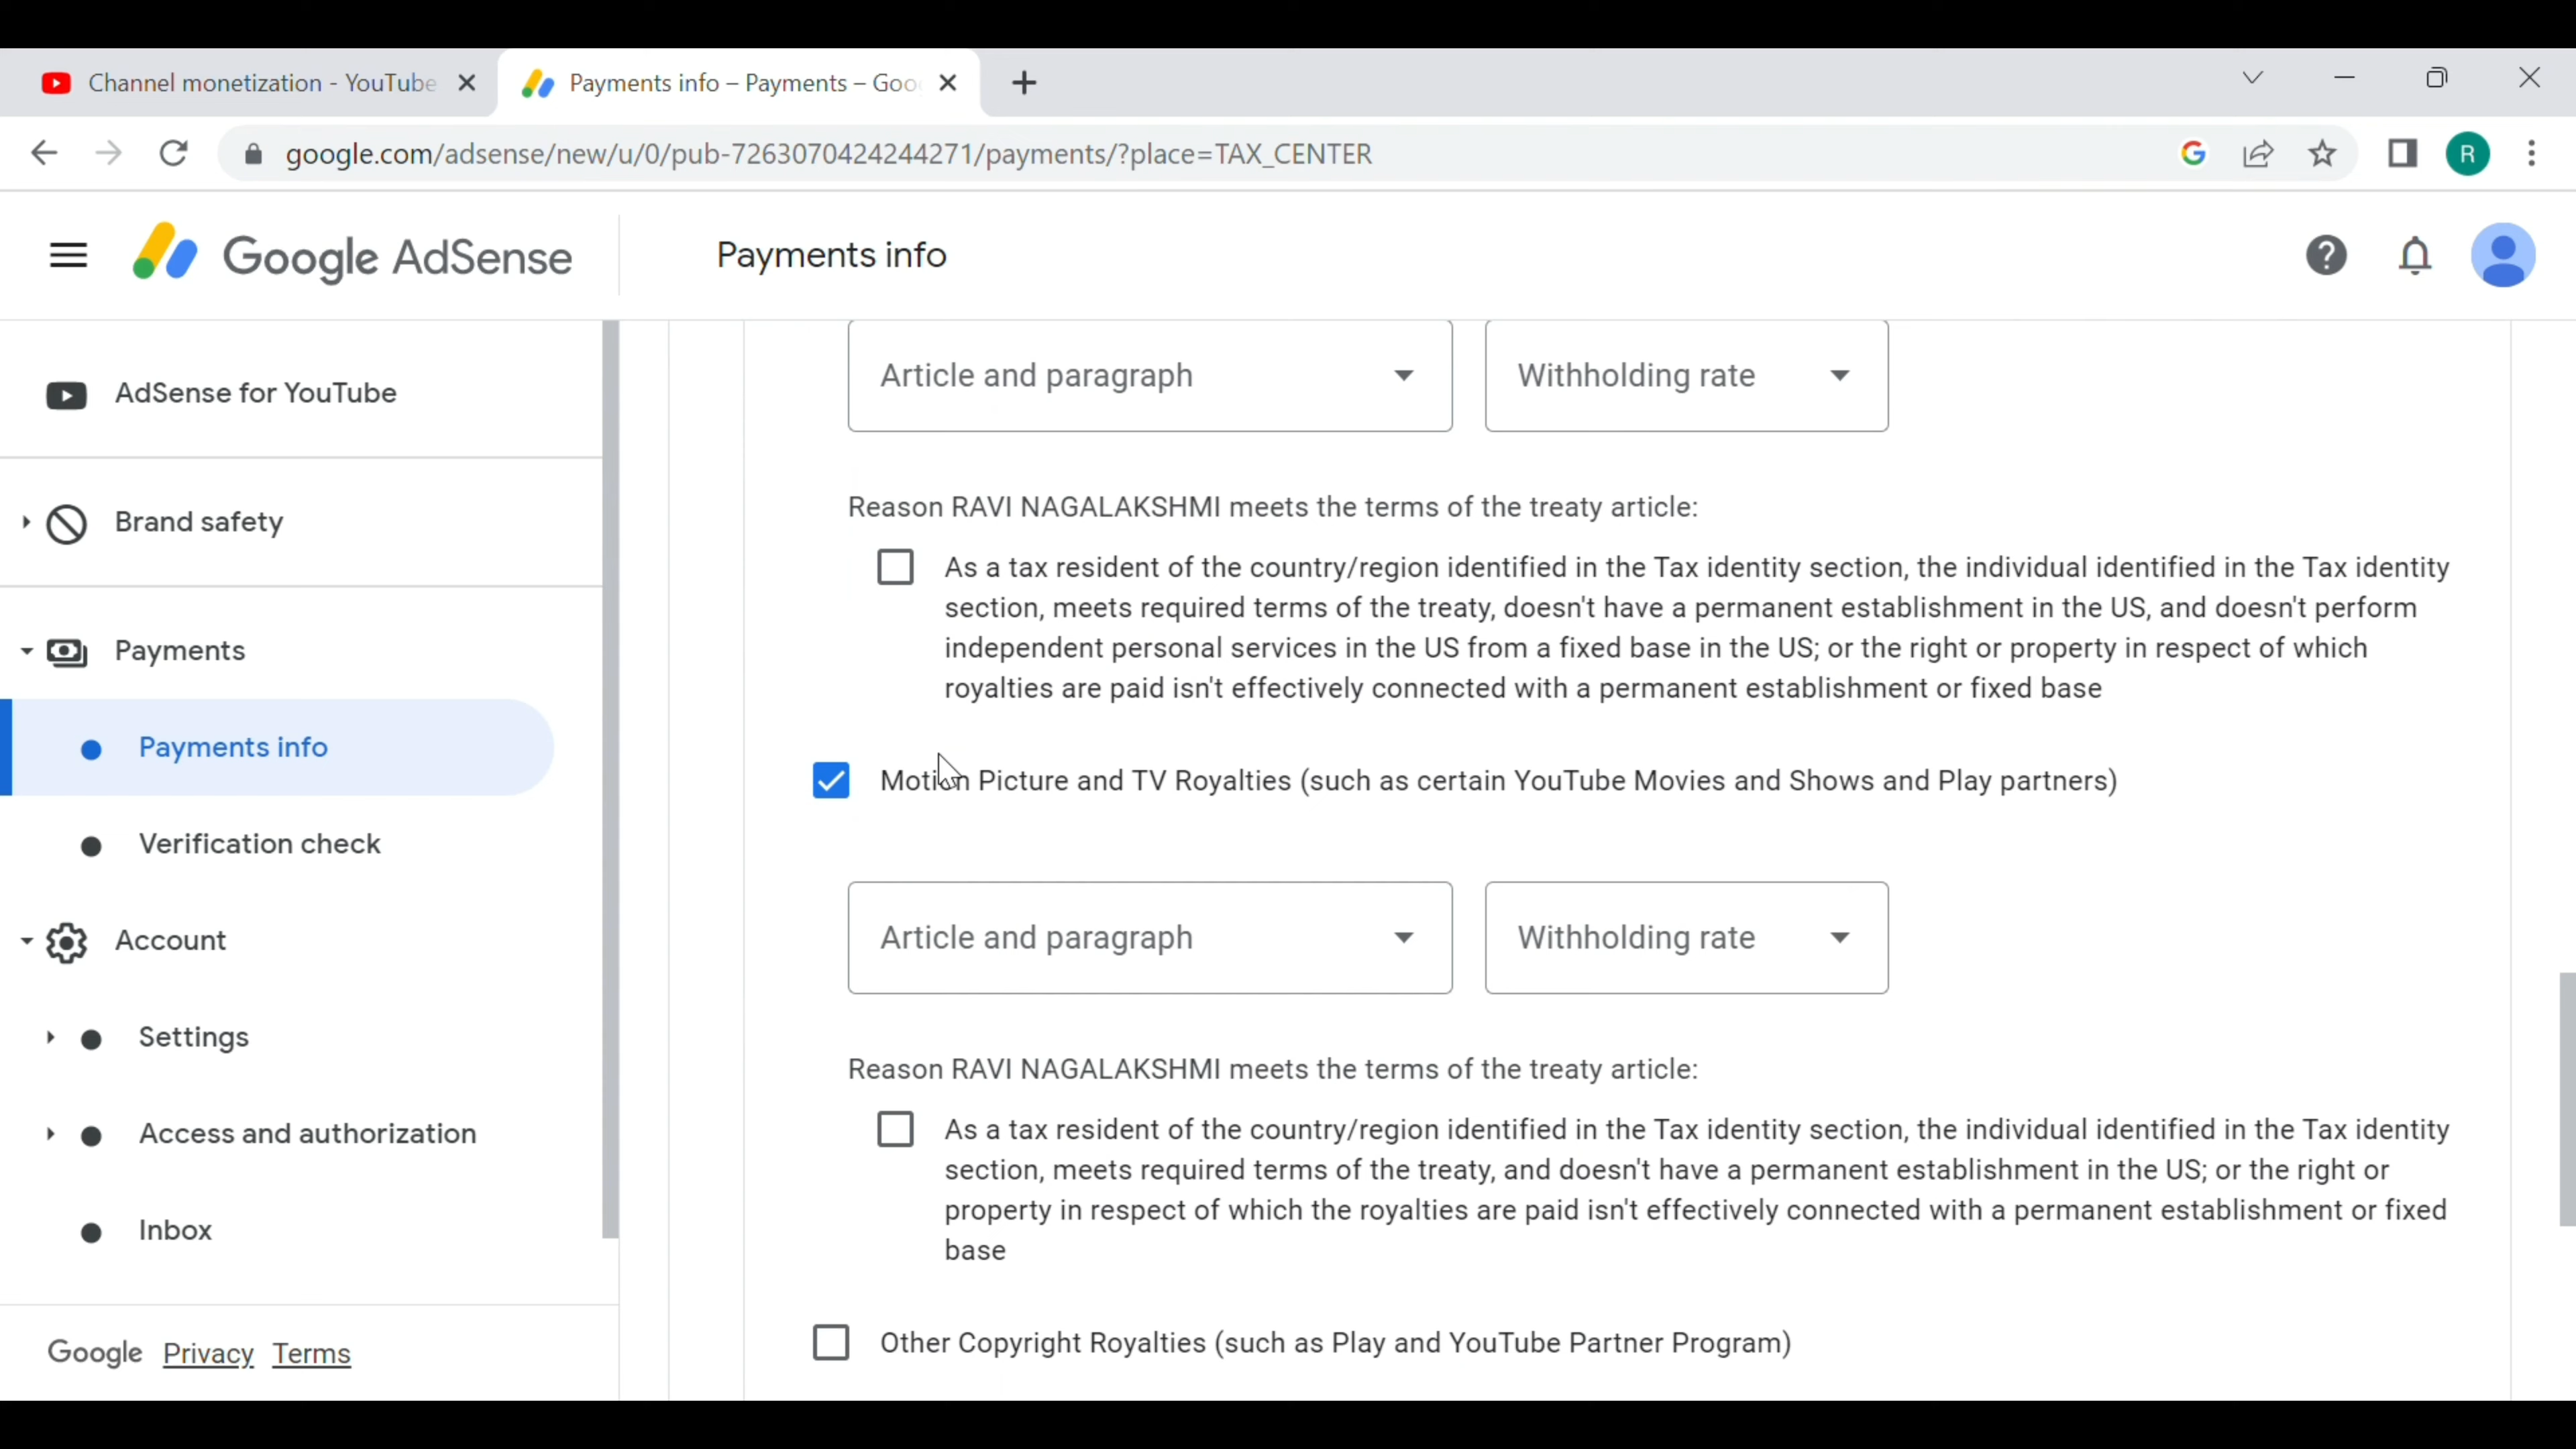 Channel monetization - YouTube
Payments info – Payments – Goo
google.com/adsense/new/u/0/pub-7263070424244271/payments/?place=TAX_CENTER
R
Google AdSense
Payments info
AdSense for YouTube
Brand safety
Payments
Payments info
Verification check
Account
Settings
Access and authorization
Inbox
Google Privacy Terms
Article and paragraph
Withholding rate
Reason RAVI NAGALAKSHMI meets the terms of the treaty article:
As a tax resident of the country/region identified in the Tax identity section, the individual identified in the Tax identity
section, meets required terms of the treaty, doesn't have a permanent establishment in the US, and doesn't perform
independent personal services in the US from a fixed base in the US; or the right or property in respect of which
royalties are paid isn't effectively connected with a permanent establishment or fixed base
Motion Picture and TV Royalties (such as certain YouTube Movies and Shows and Play partners)
Article and paragraph
Withholding rate
Reason RAVI NAGALAKSHMI meets the terms of the treaty article:
As a tax resident of the country/region identified in the Tax identity section, the individual identified in the Tax identity
section, meets required terms of the treaty, and doesn't have a permanent establishment in the US; or the right or
property in respect of which the royalties are paid isn't effectively connected with a permanent establishment or fixed
base
Other Copyright Royalties (such as Play and YouTube Partner Program)